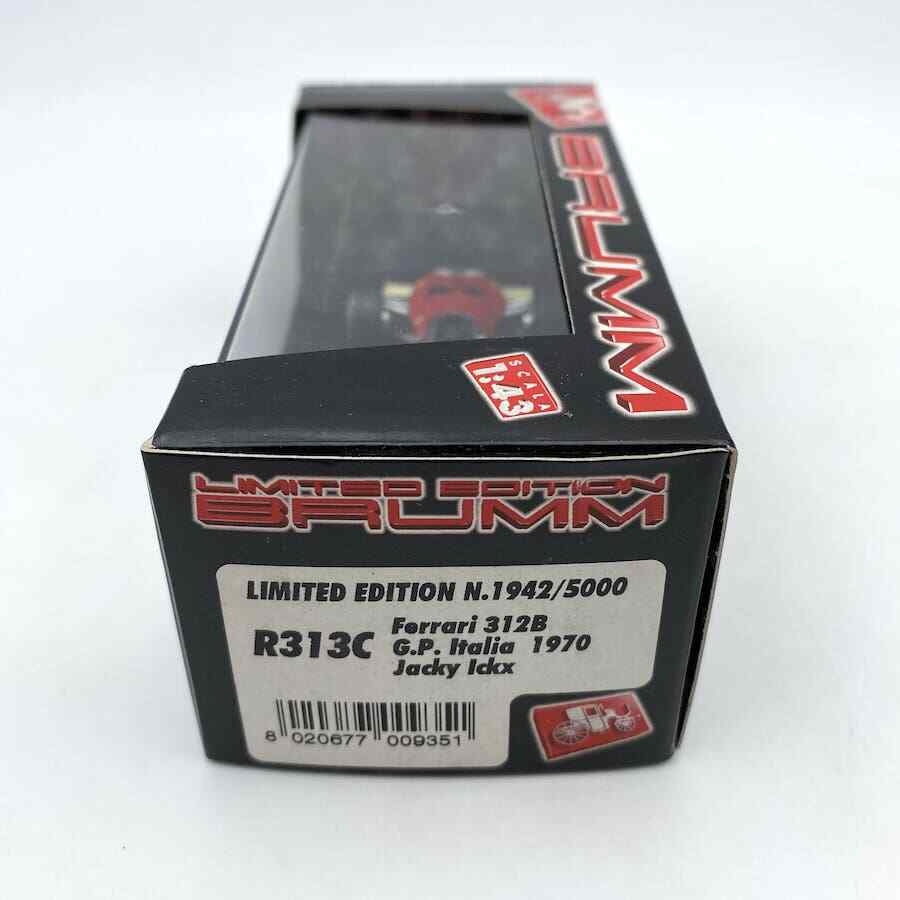 BRUMM
SCALA
1:43
LIMITED EDITION
BRUMM
LIMITED EDITION N.1942/5000
R313C
Ferrari 312B
G.P. Italia 1970
Jacky Ickx
8 020677 009351